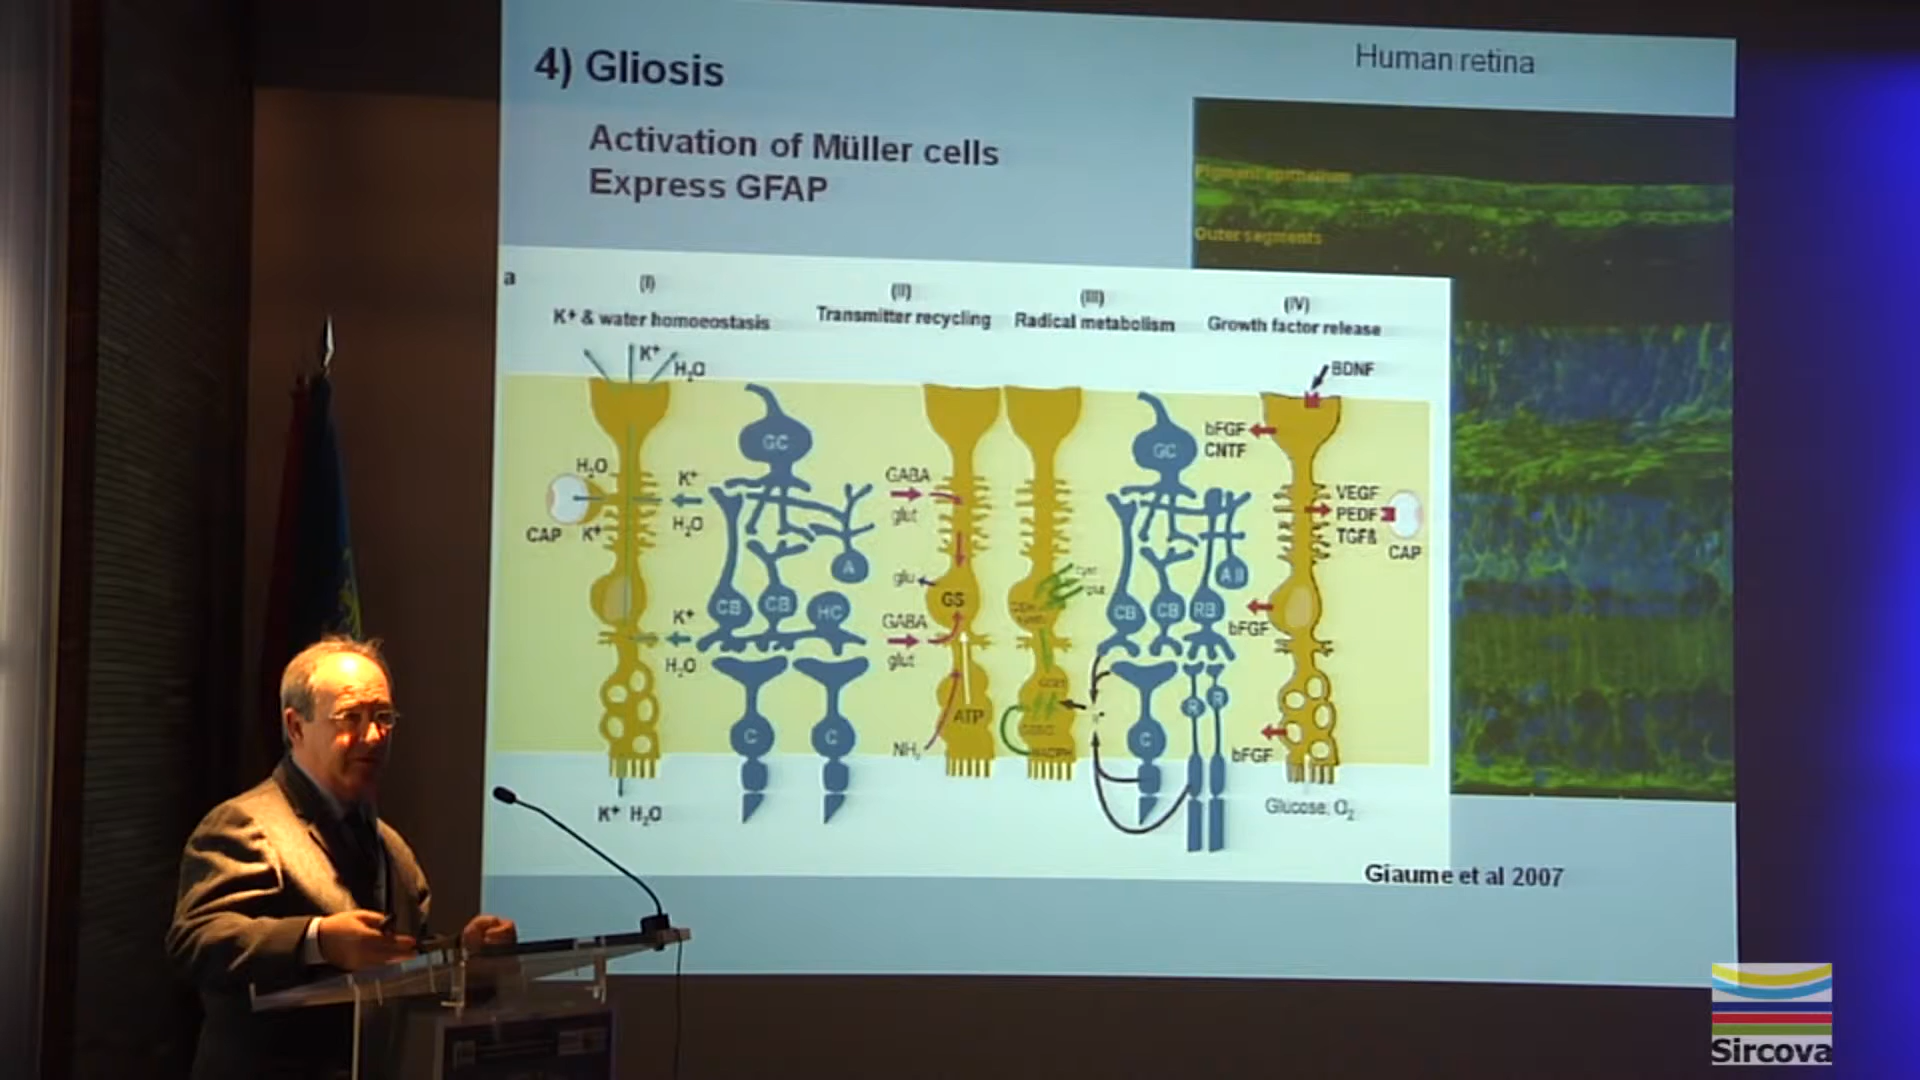 4) Gliosis
Human retina
Activation of Müller cells
Express GFAP
Pigment epithelium
Outer segments
a
(I)
(II)
(III)
(IV)
K+ & water homoeostasis
Transmitter recycling
Radical metabolism
Growth factor release
K+
H2O
BDNF
GC
GC
bFGF
CNTF
H2O
K+
GABA
VEGF
CAP
K+
H2O
glut
PEDF
TGFß
CAP
A
A II
glu
GS
CB
CB
HC
CB
CB
RB
K+
GABA
bFGF
H2O
glut
ATP
R
R
C
C
C
NH3
bFGF
K+ H2O
Glucose, O2
Giaume et al 2007
Sircova